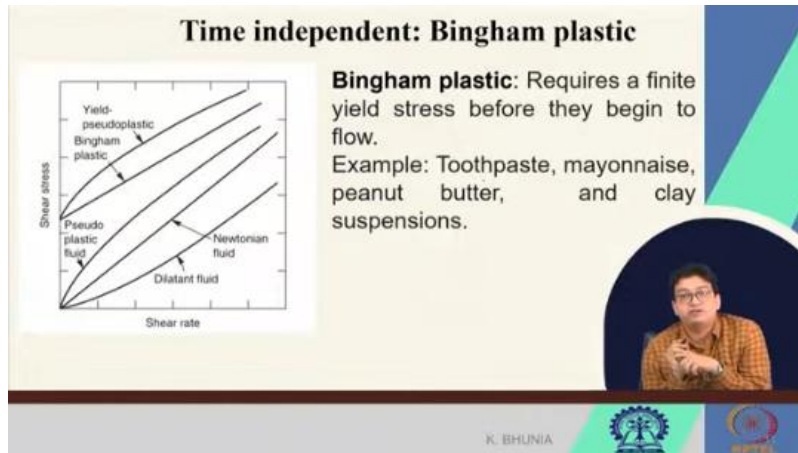 Time independent: Bingham plastic
Yield-
pseudoplastic
Bingham
plastic
Shear stress
Pseudo
plastic
fluid
Newtonian
fluid
Dilatant fluid
Shear rate
Bingham plastic: Requires a finite
yield stress before they begin to
flow.
Example: Toothpaste, mayonnaise,
peanut butter, and clay
suspensions.
K. BHUNIA